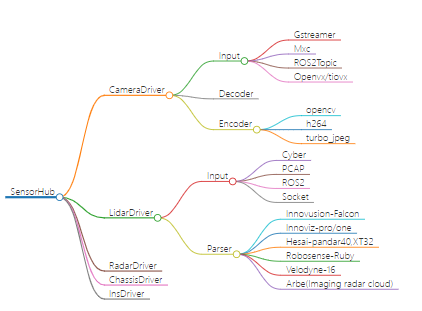 Gstreamer
Mxc
ROS2Topic
Openvx/tiovx
Input
CameraDriver
Decoder
Encoder
opencv
h264
turbo_jpeg
SensorHub
LidarDriver
Input
Cyber
PCAP
ROS2
Socket
Parser
Innovusion-Falcon
Innoviz-pro/one
Hesai-pandar40,XT32
Robosense-Ruby
Velodyne-16
Arbe(Imaging radar cloud)
RadarDriver
ChassisDriver
InsDriver